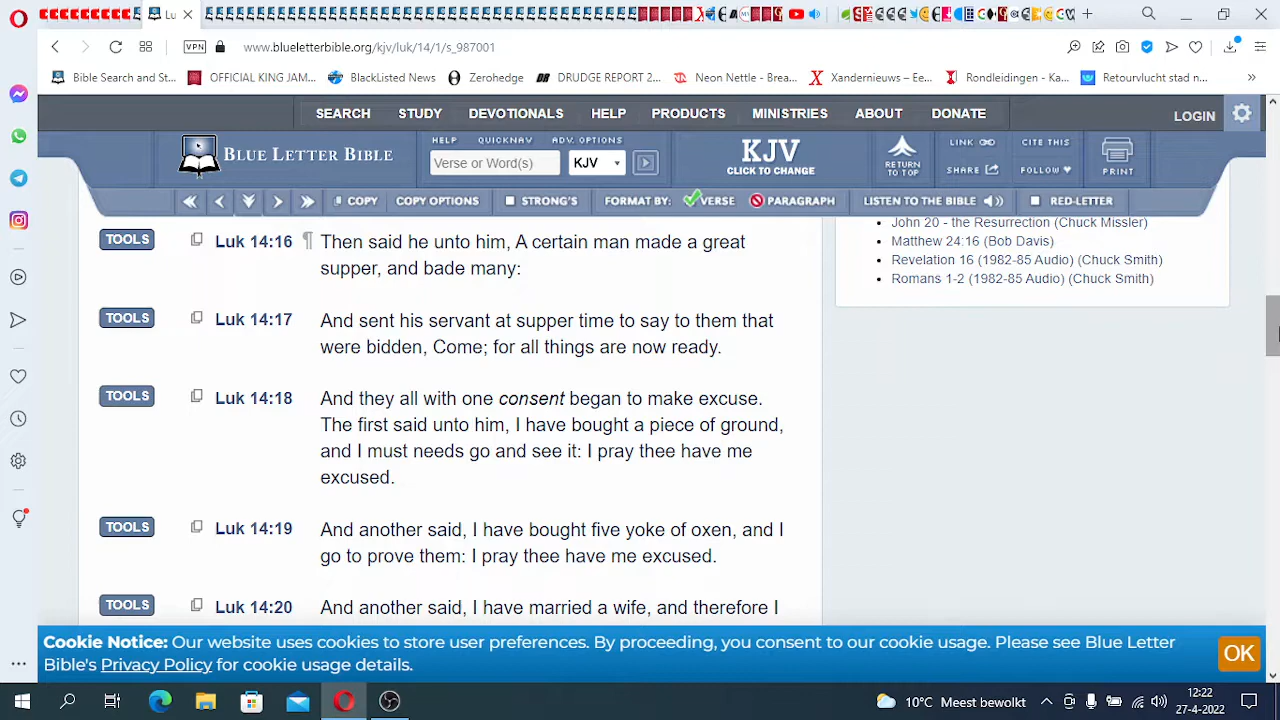 Lu
VPN
www.blueletterbible.org/kjv/luk/14/1/s_987001
Bible Search and St...
OFFICIAL KING JAM...
BlackListed News
Zerohedge
DRUDGE REPORT 2...
Neon Nettle - Brea...
Xandernieuws – Ee...
Rondleidingen - Ka...
Retourvlucht stad n...
SEARCH
STUDY
DEVOTIONALS
HELP
PRODUCTS
MINISTRIES
ABOUT
DONATE
LOGIN
BLUE LETTER BIBLE
HELP
QUICKNAV
ADV. OPTIONS
Verse or Word(s)
KJV
KJV
CLICK TO CHANGE
RETURN
TO TOP
LINK
CITE THIS
SHARE
FOLLOW
PRINT
COPY
COPY OPTIONS
STRONG'S
FORMAT BY:
VERSE
PARAGRAPH
LISTEN TO THE BIBLE
RED-LETTER
TOOLS
Luk 14:16
¶ Then said he unto him, A certain man made a great
supper, and bade many:
TOOLS
Luk 14:17
And sent his servant at supper time to say to them that
were bidden, Come; for all things are now ready.
TOOLS
Luk 14:18
And they all with one consent began to make excuse.
The first said unto him, I have bought a piece of ground,
and I must needs go and see it: I pray thee have me
excused.
TOOLS
Luk 14:19
And another said, I have bought five yoke of oxen, and I
go to prove them: I pray thee have me excused.
TOOLS
Luk 14:20
And another said, I have married a wife, and therefore I
John 20 - the Resurrection (Chuck Missler)
Matthew 24:16 (Bob Davis)
Revelation 16 (1982-85 Audio) (Chuck Smith)
Romans 1-2 (1982-85 Audio) (Chuck Smith)
Cookie Notice: Our website uses cookies to store user preferences. By proceeding, you consent to our cookie usage. Please see Blue Letter
Bible's Privacy Policy for cookie usage details.
OK
10°C Meest bewolkt
12:22
27-4-2022